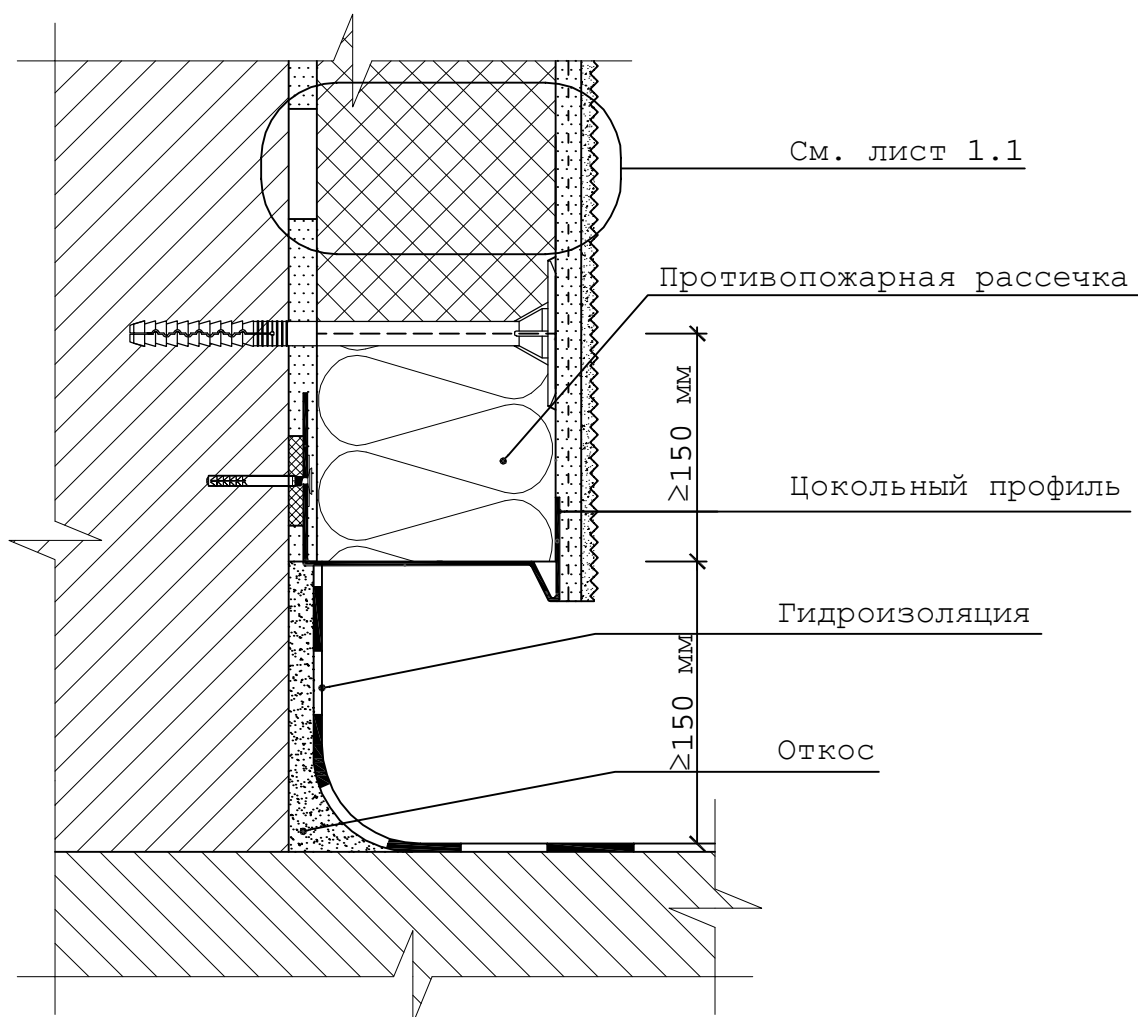 См. лист 1.1
Противопожарная рассечка
≥150 мм
Цокольный профиль
Гидроизоляция
≥150 мм
Откос